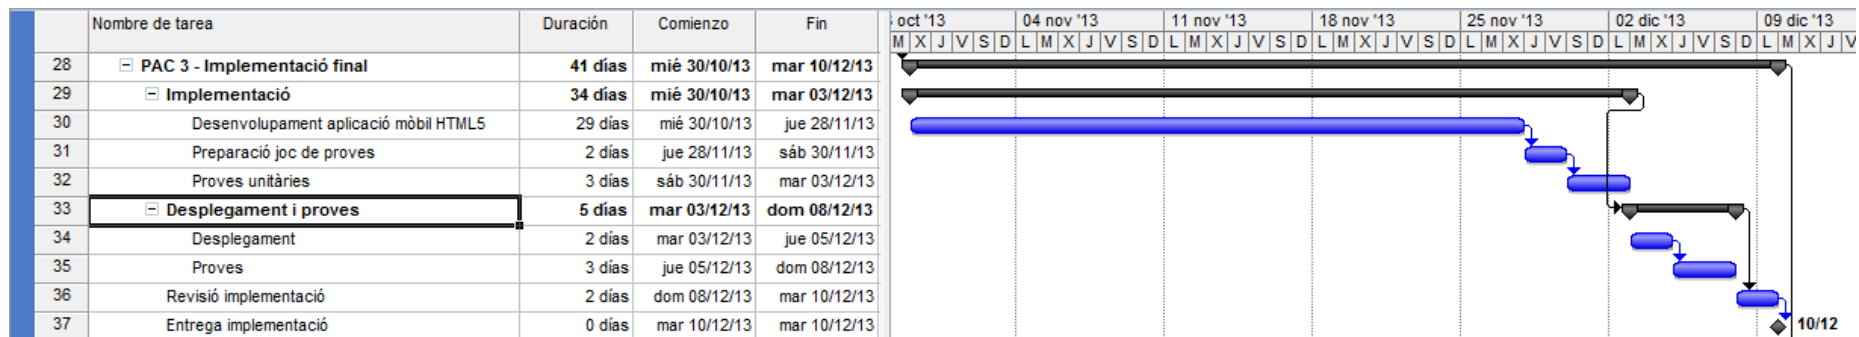 Nombre de tarea Duración Comienzo Fin oct '13 04 nov '13 11 nov '13 18 nov '13 25 nov '13 02 dic '13 09 dic '13
M X J V S D L M X J V S D L M X J V S D L M X J V S D L M X J V S D L M X J V S D L M X J V
28 PAC 3 - Implementació final 41 días mié 30/10/13 mar 10/12/13
29 Implementació 34 días mié 30/10/13 mar 03/12/13
30 Desenvolupament aplicació mòbil HTML5 29 días mié 30/10/13 jue 28/11/13
31 Preparació joc de proves 2 días jue 28/11/13 sáb 30/11/13
32 Proves unitàries 3 días sáb 30/11/13 mar 03/12/13
33 Desplegament i proves 5 días mar 03/12/13 dom 08/12/13
34 Desplegament 2 días mar 03/12/13 jue 05/12/13
35 Proves 3 días jue 05/12/13 dom 08/12/13
36 Revisió implementació 2 días dom 08/12/13 mar 10/12/13
37 Entrega implementació 0 días mar 10/12/13 mar 10/12/13 10/12